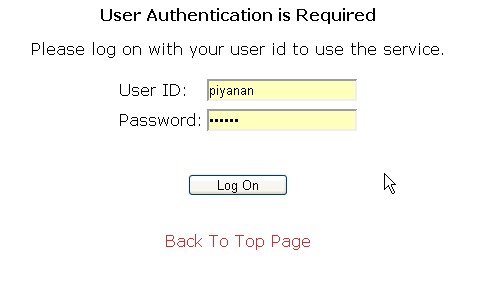 User Authentication is Required
Please log on with your user id to use the service.
User ID: piyanan
Password: ••••••
Log On
Back To Top Page